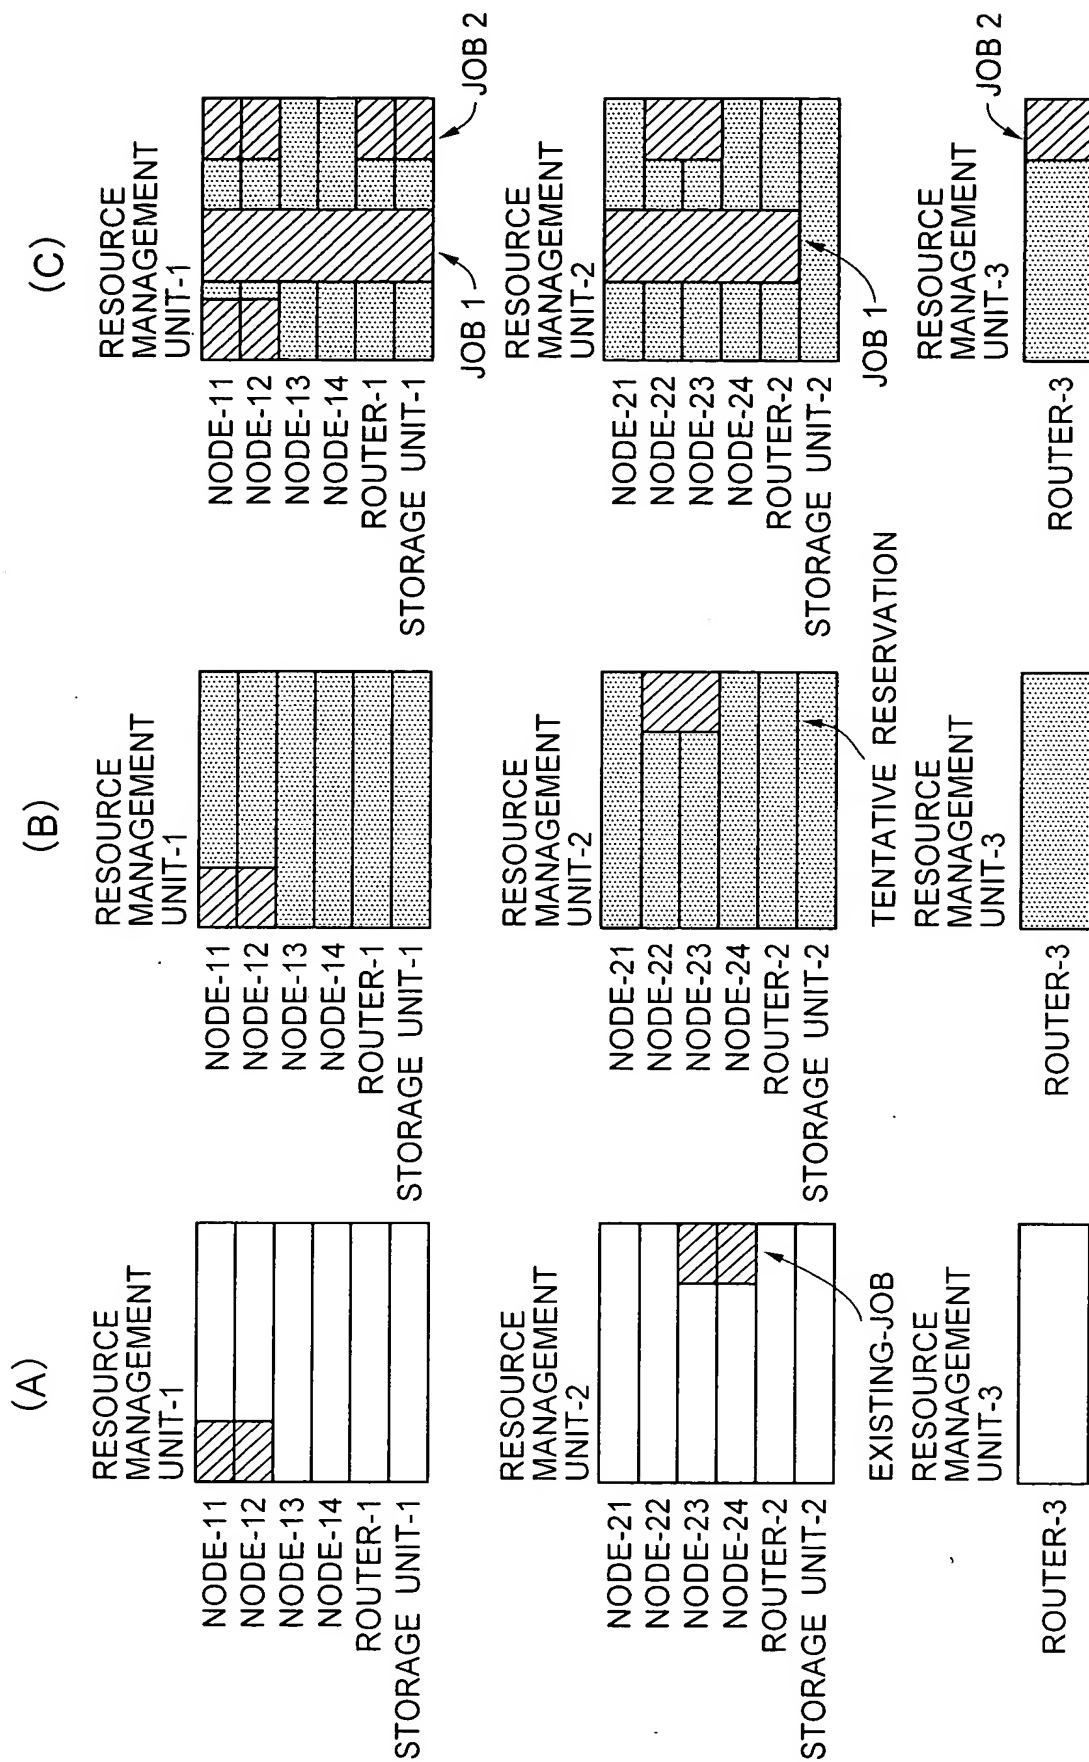 (A)
RESOURCE
MANAGEMENT
UNIT-1
NODE-11
NODE-12
NODE-13
NODE-14
ROUTER-1
STORAGE UNIT-1
RESOURCE
MANAGEMENT
UNIT-2
NODE-21
NODE-22
NODE-23
NODE-24
ROUTER-2
STORAGE UNIT-2
EXISTING-JOB
RESOURCE
MANAGEMENT
UNIT-3
ROUTER-3
(B)
RESOURCE
MANAGEMENT
UNIT-1
NODE-11
NODE-12
NODE-13
NODE-14
ROUTER-1
STORAGE UNIT-1
RESOURCE
MANAGEMENT
UNIT-2
NODE-21
NODE-22
NODE-23
NODE-24
ROUTER-2
STORAGE UNIT-2
TENTATIVE RESERVATION
RESOURCE
MANAGEMENT
UNIT-3
ROUTER-3
(C)
RESOURCE
MANAGEMENT
UNIT-1
NODE-11
NODE-12
NODE-13
NODE-14
ROUTER-1
STORAGE UNIT-1
JOB 1
JOB 2
RESOURCE
MANAGEMENT
UNIT-2
NODE-21
NODE-22
NODE-23
NODE-24
ROUTER-2
STORAGE UNIT-2
JOB 1
RESOURCE
MANAGEMENT
UNIT-3
JOB 2
ROUTER-3